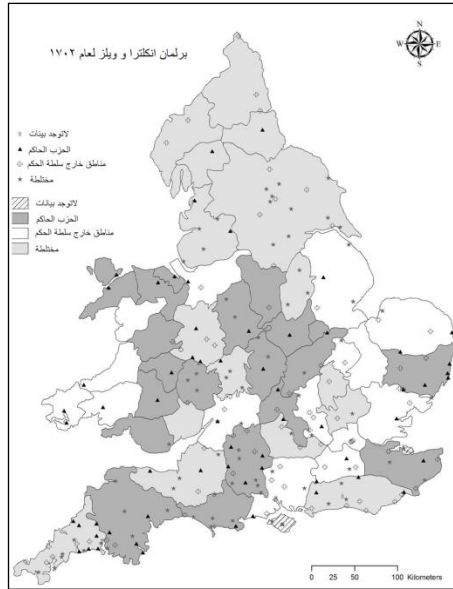 برلمان انكلترا و ويلز لعام ١٧٠٢
N
W E
S
لاتوجد بينات
الحزب الحاكم
مناطق خارج سلطة الحكم
مختلطة
لاتوجد بيانات
الحزب الحاكم
مناطق خارج سلطة الحكم
مختلطة
0 25 50 100 Kilometers